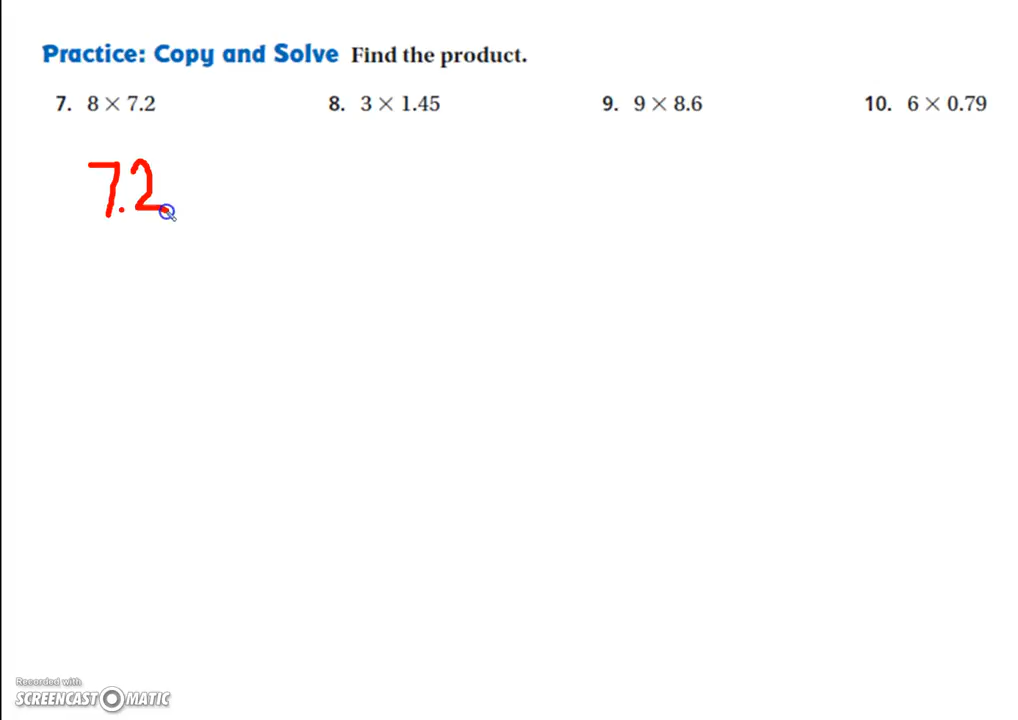 Practice: Copy and Solve Find the product.
7. 8 × 7.2 8. 3 × 1.45 9. 9 × 8.6 10. 6 × 0.79
7.2
Recorded with
SCREENCAST O MATIC